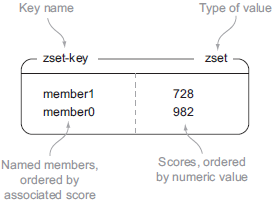 Key name
Type of value
zset-key
zset
member1
728
member0
982
Named members,
ordered by
associated score
Scores, ordered
by numeric value